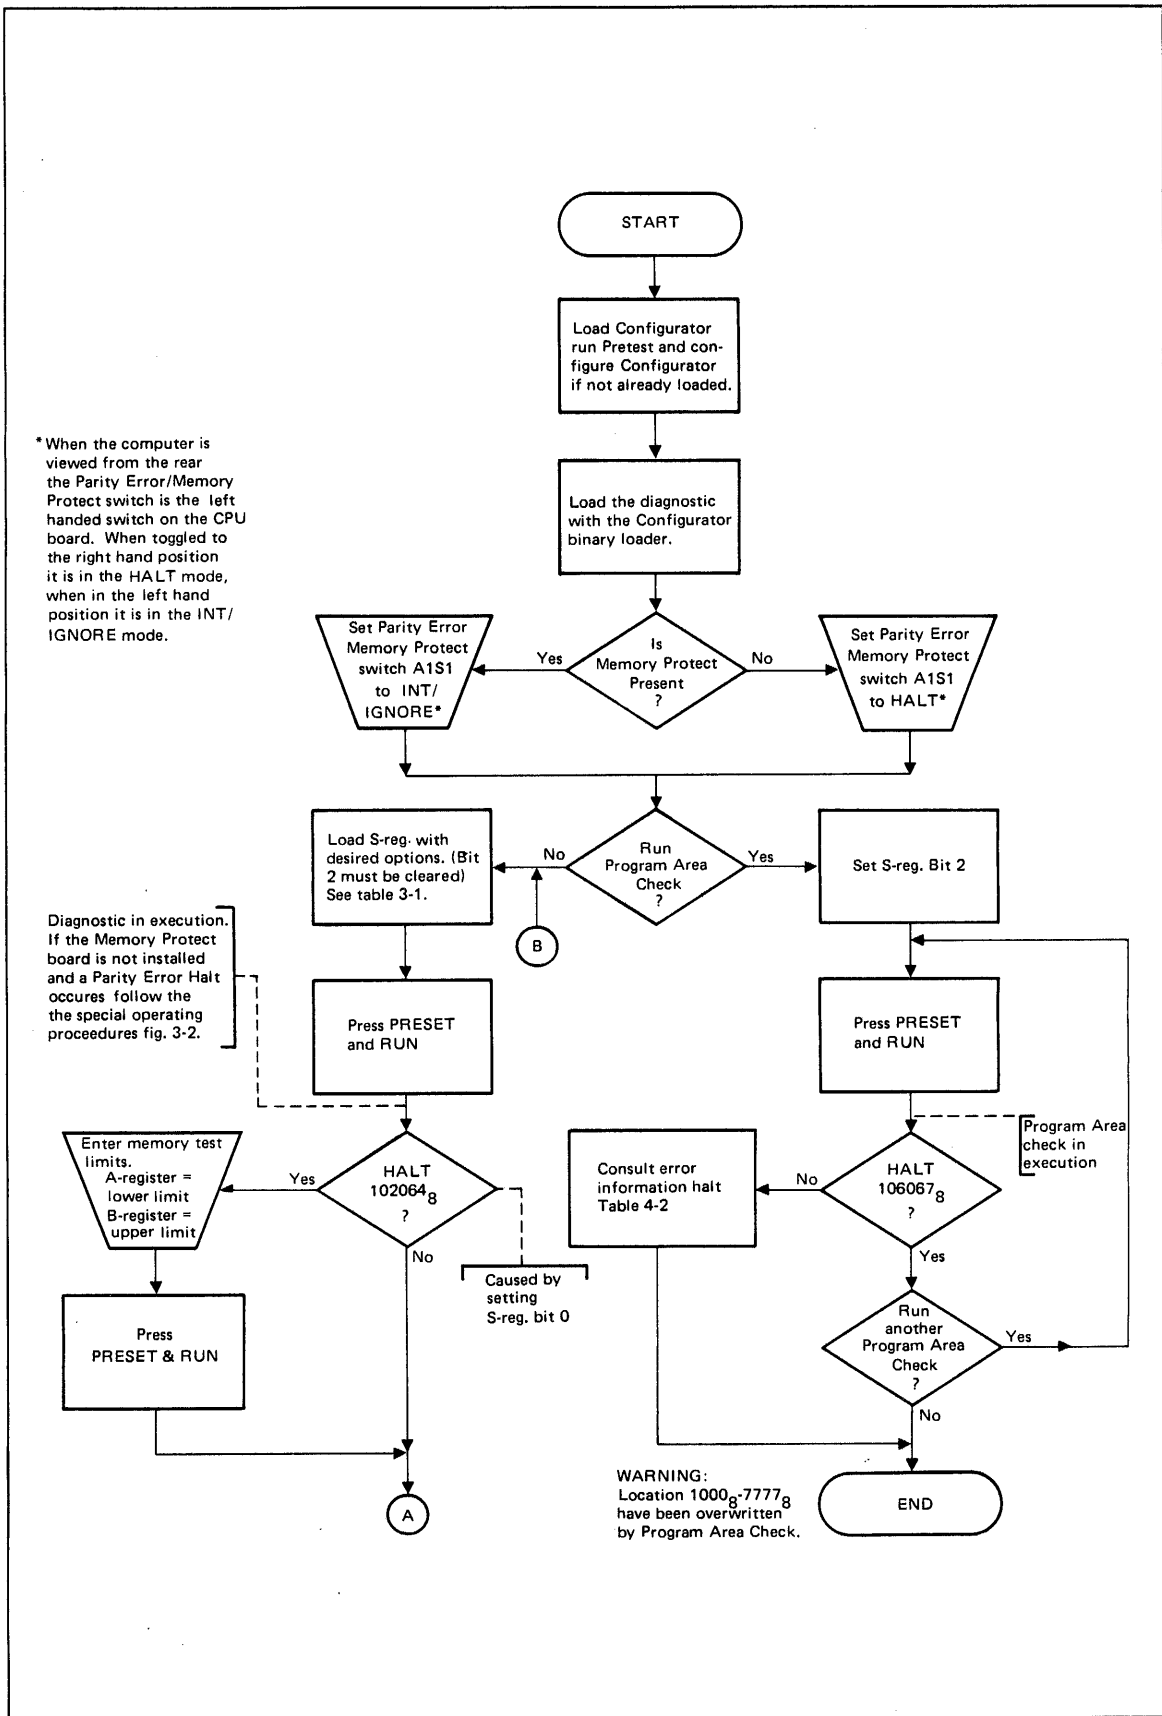 START
Load Configurator
run Pretest and con-
figure Configurator
if not already loaded.
*When the computer is
viewed from the rear
the Parity Error/Memory
Protect switch is the left
handed switch on the CPU
board. When toggled to
the right hand position
it is in the HALT mode,
when in the left hand
position it is in the INT/
IGNORE mode.
Load the diagnostic
with the Configurator
binary loader.
Set Parity Error
Memory Protect
switch A1S1
to INT/
IGNORE*
Yes
Is
Memory Protect
Present
?
No
Set Parity Error
Memory Protect
switch A1S1
to HALT*
Load S-reg. with
desired options. (Bit
2 must be cleared)
See table 3-1.
No
Run
Program Area
Check
?
Yes
Set S-reg. Bit 2
B
Diagnostic in execution.
If the Memory Protect
board is not installed
and a Parity Error Halt
occures follow the
the special operating
proceedures fig. 3-2.
Press PRESET
and RUN
Press PRESET
and RUN
Enter memory test
limits.
A-register =
lower limit
B-register =
upper limit
Yes
HALT
102064₈
?
No
Caused by
setting
S-reg. bit 0
Consult error
information halt
Table 4-2
No
HALT
106067₈
?
Program Area
check in
execution
Yes
Press
PRESET & RUN
Run
another
Program Area
Check
?
Yes
No
A
WARNING:
Location 1000₈-7777₈
have been overwritten
by Program Area Check.
END